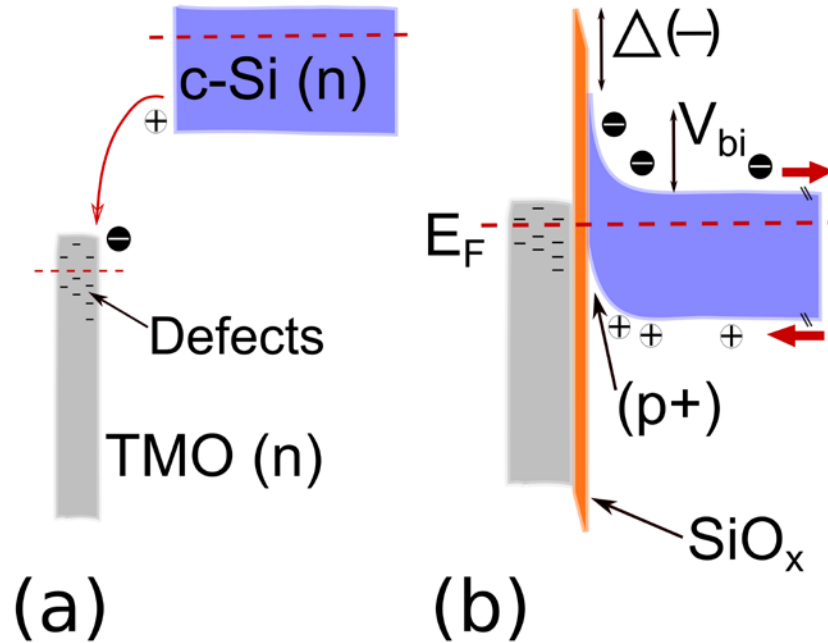 c-Si (n)
Defects
TMO (n)
(a)
Δ(−)
V_bi
E_F
(p+)
SiO_x
(b)